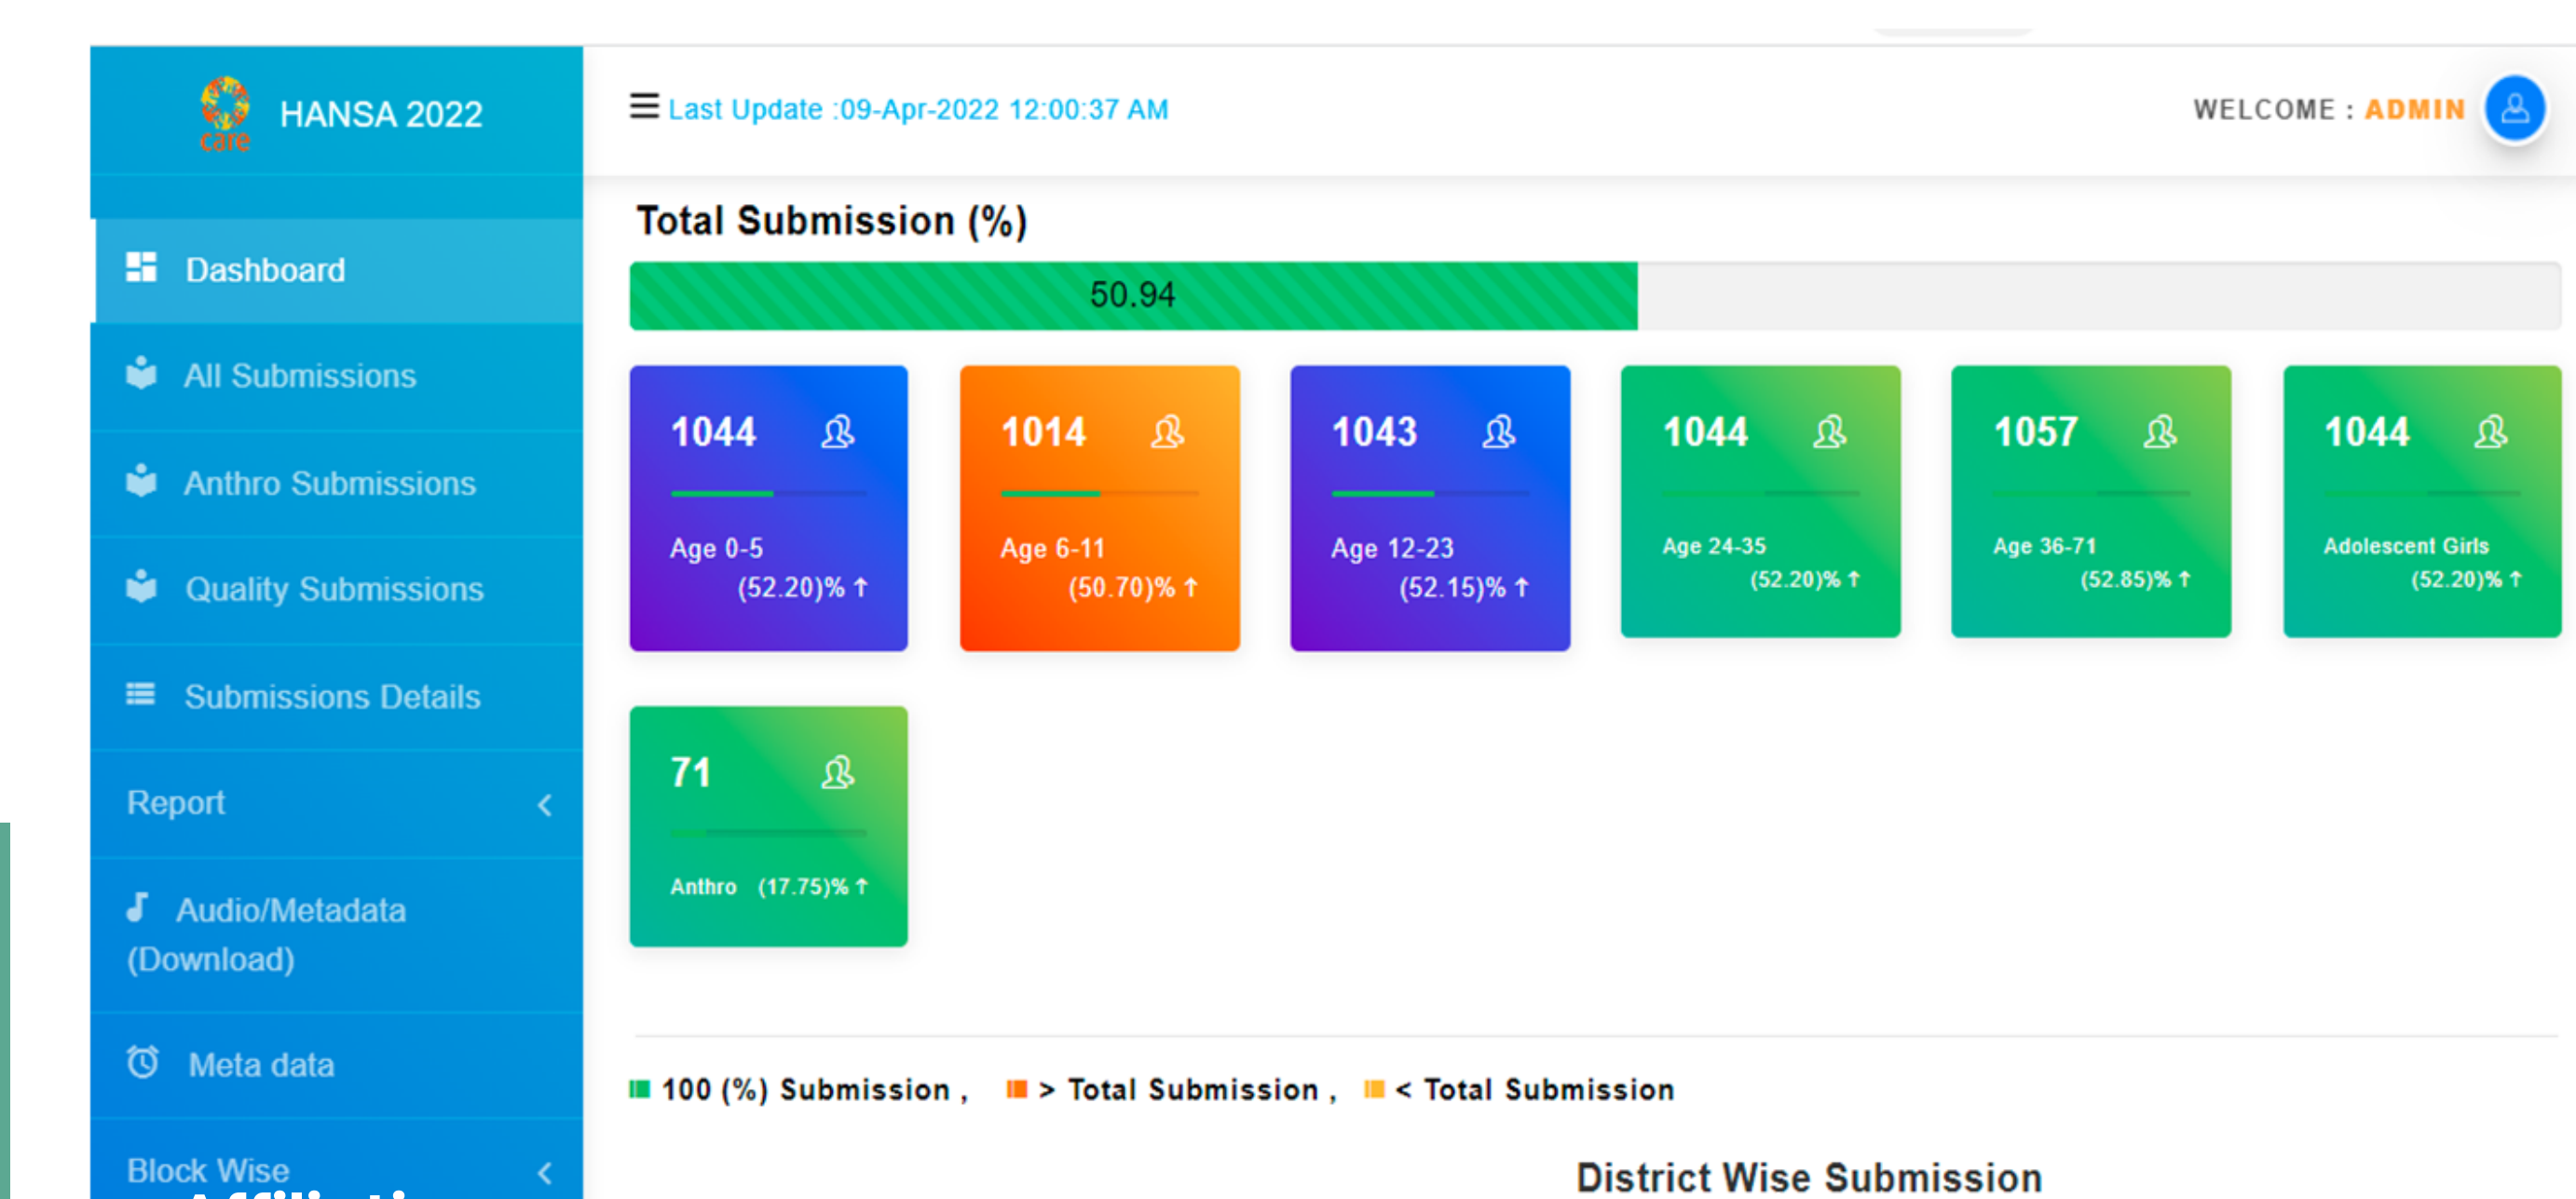 care
HANSA 2022
Last Update :09-Apr-2022 12:00:37 AM
WELCOME : ADMIN
Dashboard
All Submissions
Anthro Submissions
Quality Submissions
Submissions Details
Report
Audio/Metadata
(Download)
Meta data
Block Wise
Total Submission (%)
50.94
1044
Age 0-5
(52.20)% ↑
1014
Age 6-11
(50.70)% ↑
1043
Age 12-23
(52.15)% ↑
1044
Age 24-35
(52.20)% ↑
1057
Age 36-71
(52.85)% ↑
1044
Adolescent Girls
(52.20)% ↑
71
Anthro (17.75)% ↑
100 (%) Submission , > Total Submission , < Total Submission
District Wise Submission